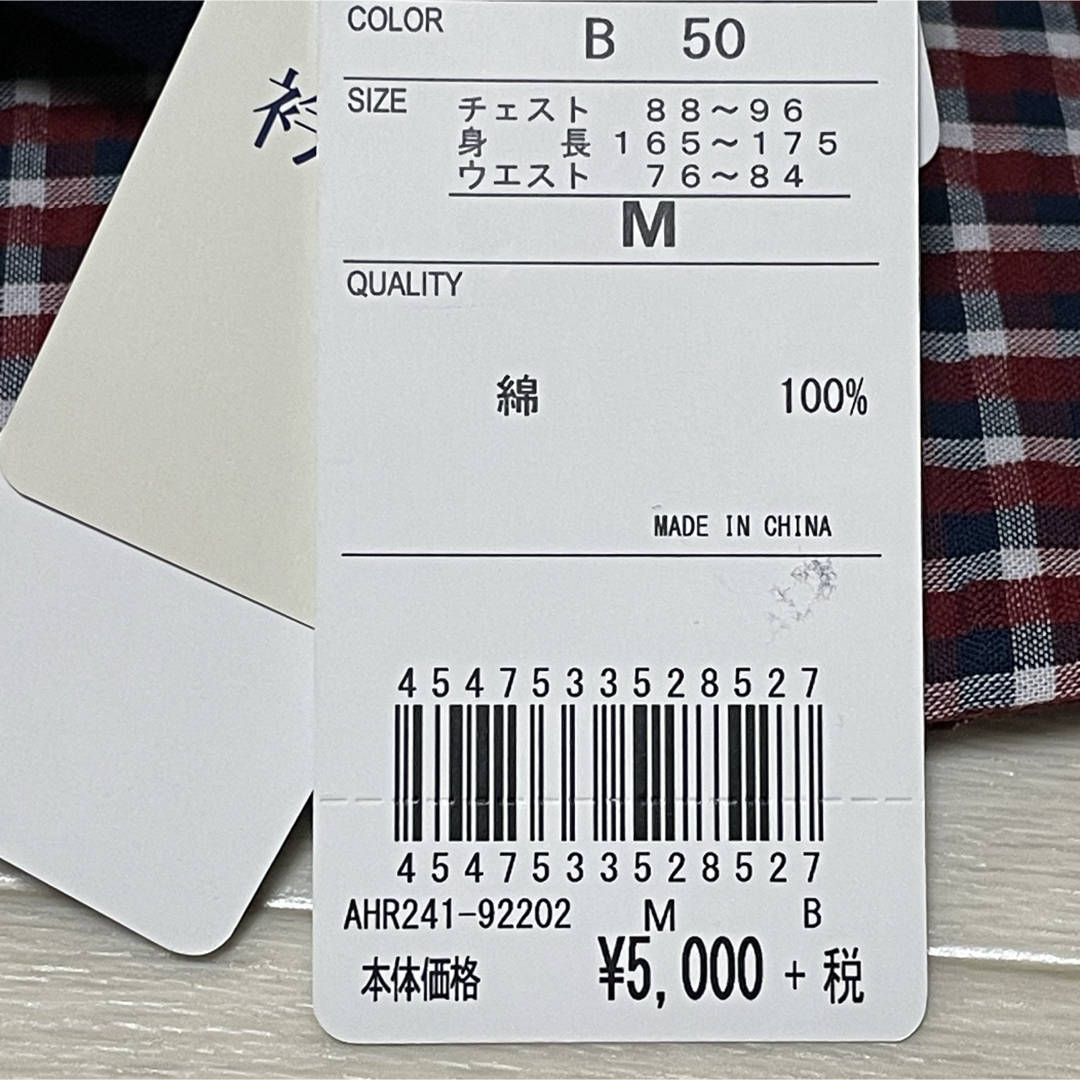 COLOR B 50
SIZE チェスト 88~96
身長 165~175
ウエスト 76~84
M
QUALITY
綿 100%
MADE IN CHINA
4547533528527
4547533528527
AHR241-92202 M B
本体価格 ¥5,000 + 税